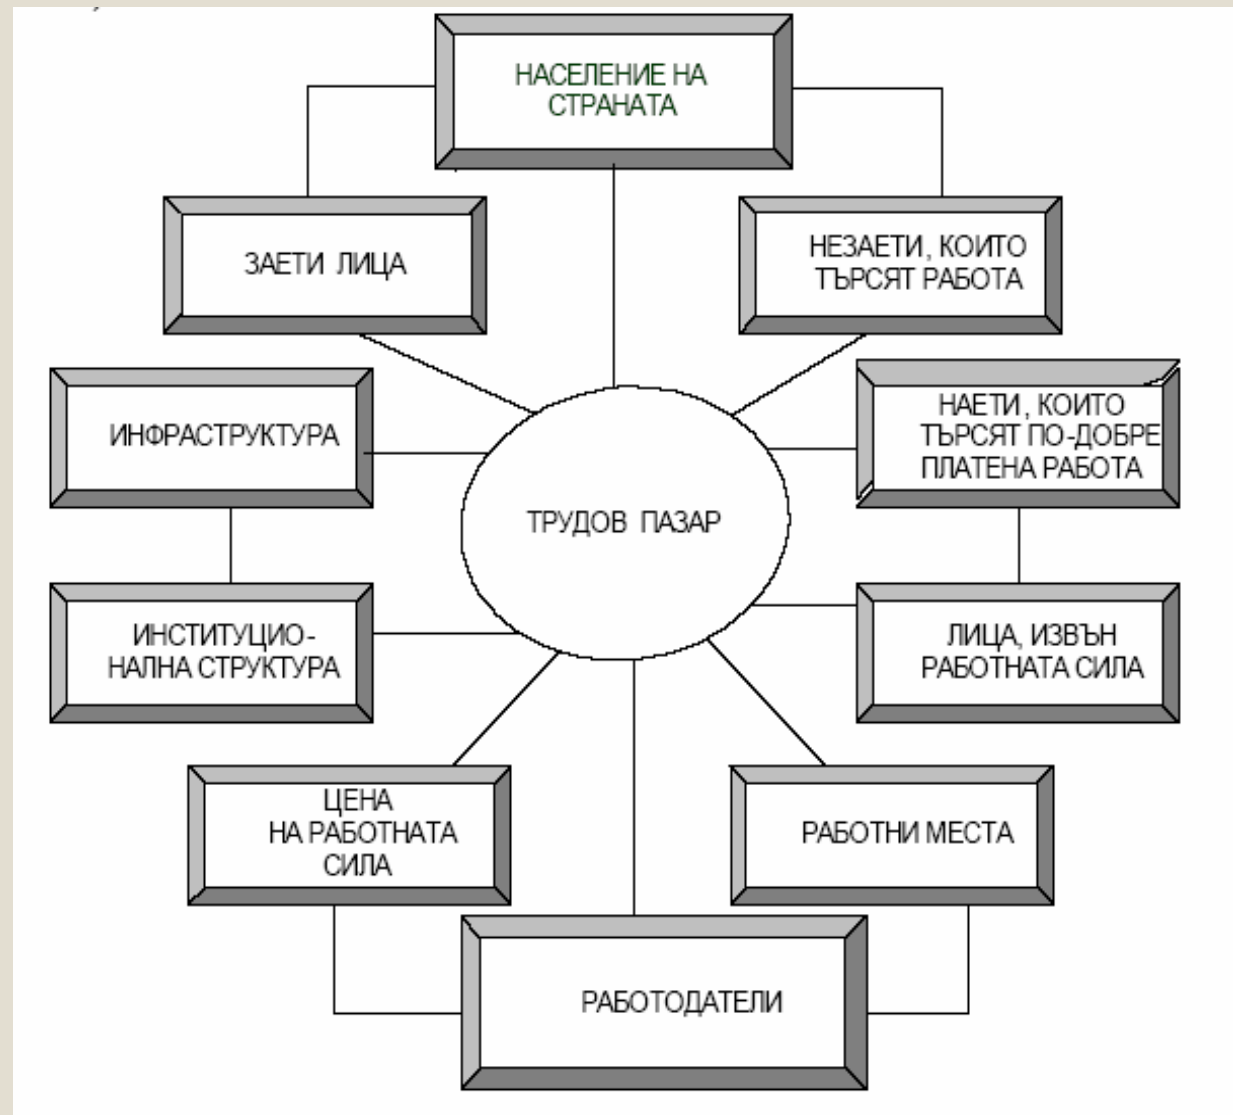 НАСЕЛЕНИЕ НА
СТРАНАТА
ЗАЕТИ ЛИЦА
НЕЗАЕТИ, КОИТО
ТЪРСЯТ РАБОТА
ИНФРАСТРУКТУРА
НАЕТИ, КОИТО
ТЪРСЯТ ПО-ДОБРЕ
ПЛАТЕНА РАБОТА
ТРУДОВ ПАЗАР
ИНСТИТУЦИО-
НАЛНА СТРУКТУРА
ЛИЦА, ИЗВЪН
РАБОТНАТА СИЛА
ЦЕНА
НА РАБОТНАТА
СИЛА
РАБОТНИ МЕСТА
РАБОТОДАТЕЛИ